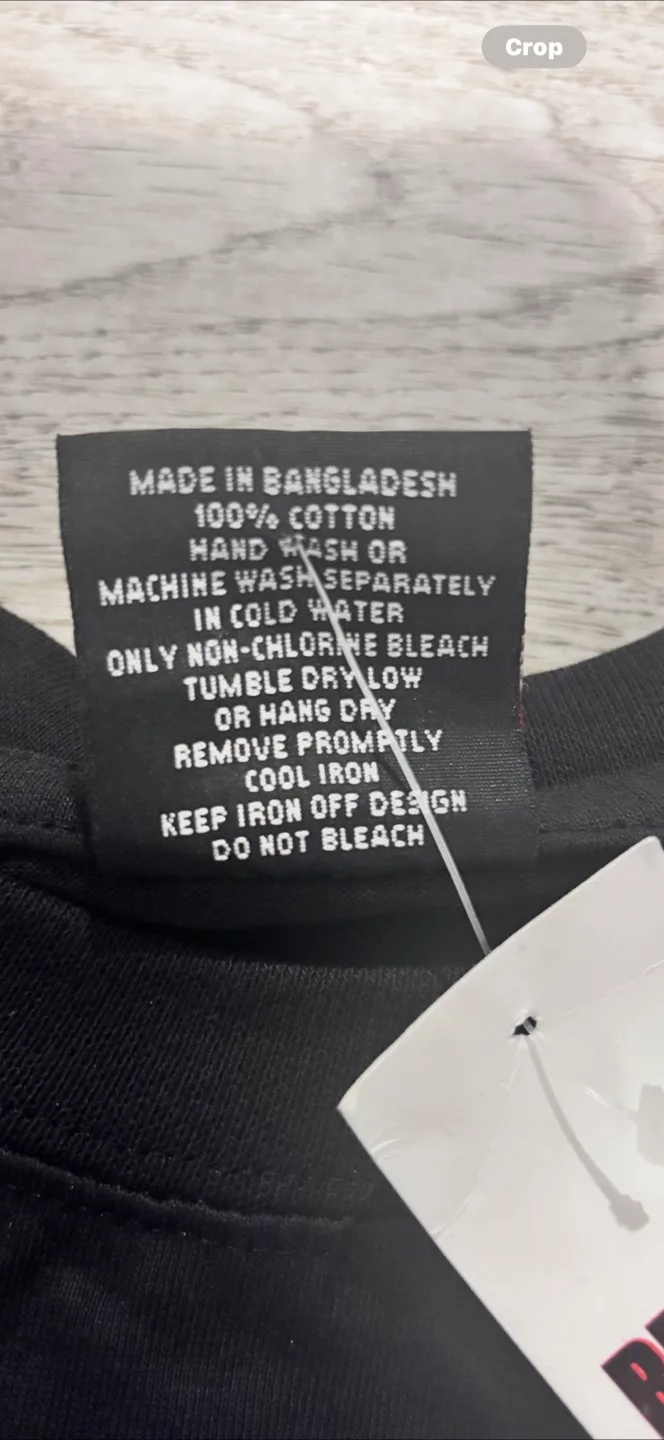 Crop
MADE IN BANGLADESH
100% COTTON
HAND WASH OR
MACHINE WASH SEPARATELY
IN COLD WATER
ONLY NON-CHLORINE BLEACH
TUMBLE DRY LOW
OR HANG DRY
REMOVE PROMPTLY
COOL IRON
KEEP IRON OFF DESIGN
DO NOT BLEACH